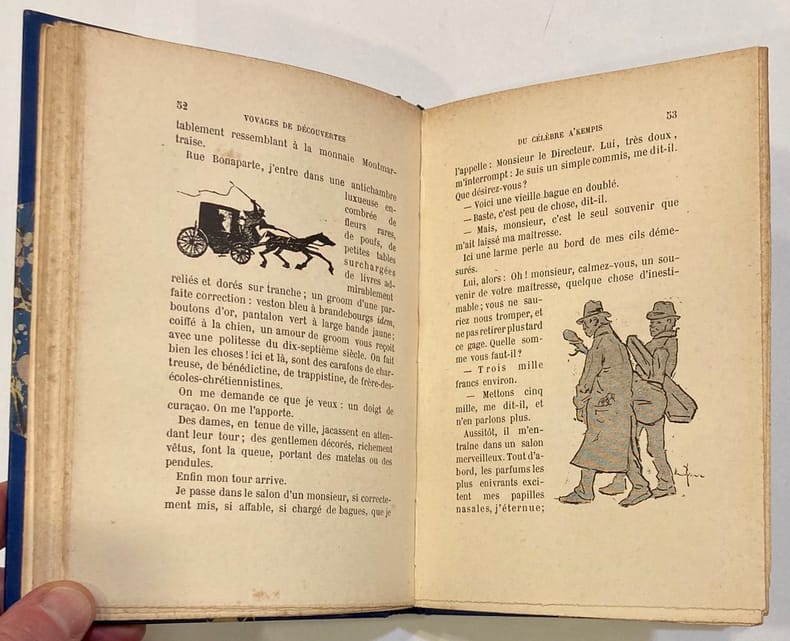 52
VOYAGES DE DÉCOUVERTES
tablement ressemblant à la monnaie Montmar-
traise.
Rue Bonaparte, j'entre dans une antichambre
luxueuse en-
combrée de
fleurs rares,
de poufs, de
petites tables
surchargées
de livres ad-
mirablement
reliés et dorés sur tranche ; un groom d'une par-
faite correction : veston bleu à brandebourgs idem,
boutons d'or, pantalon vert à large bande jaune ;
coiffé à la chien, un amour de groom vous reçoit
avec une politesse du dix-septième siècle. On fait
bien les choses ! ici et là, sont des carafons de char-
treuse, de bénédictine, de trappistine, de frère-des-
écoles-chrétiennistines.
On me demande ce que je veux : un doigt de
curaçao. On me l'apporte.
Des dames, en tenue de ville, jacassent en atten-
dant leur tour ; des gentlemen décorés, richement
vêtus, font la queue, portant des matelas ou des
pendules.
Enfin mon tour arrive.
Je passe dans le salon d'un monsieur, si correcte-
ment mis, si affable, si chargé de bagues, que je
53
DU CÉLÈBRE A'KEMPIS
l'appelle : Monsieur le Directeur. Lui, très doux,
m'interrompt : Je suis un simple commis, me dit-il.
Que désirez-vous ?
— Voici une vieille bague en doublé.
— Baste, c'est peu de chose, dit-il.
— Mais, monsieur, c'est le seul souvenir que
m'ait laissé ma maîtresse.
Ici une larme perle au bord de mes cils déme-
surés.
Lui, alors : Oh ! monsieur, calmez-vous, un sou-
venir de votre maîtresse, quelque chose d'inesti-
mable ; vous ne sau-
riez nous tromper, et
ne pas retirer plus tard
ce gage. Quelle som-
me vous faut-il ?
— Trois mille
francs environ.
— Mettons cinq
mille, me dit-il, et
n'en parlons plus.
Aussitôt, il m'en-
traîne dans un salon
merveilleux. Tout d'a-
bord, les parfums les
plus enivrants exci-
tent mes papilles
nasales, j'éternue ;